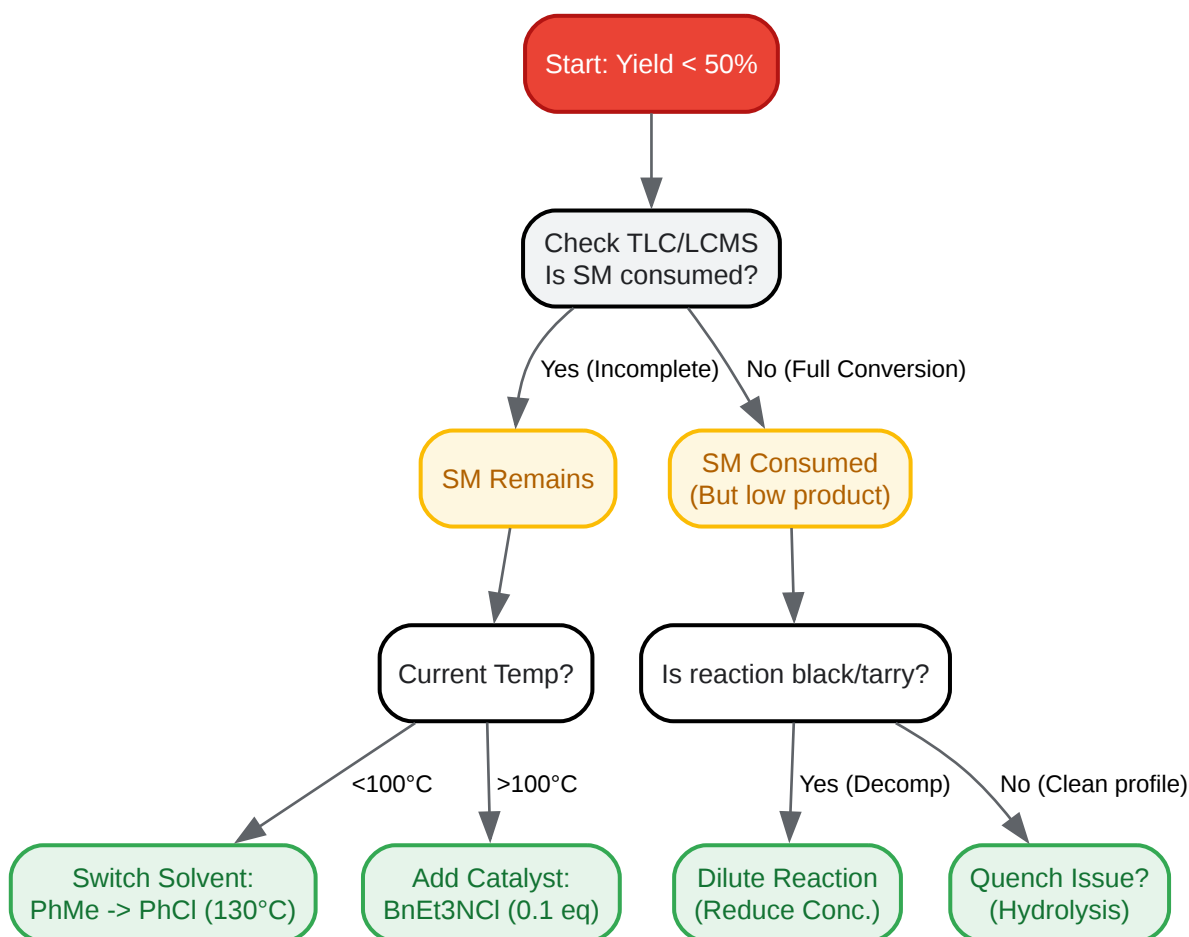 Start: Yield < 50%
Check TLC/LCMS
Is SM consumed?
Yes (Incomplete)
No (Full Conversion)
SM Remains
SM Consumed
(But low product)
Current Temp?
Is reaction black/tarry?
<100°C
>100°C
Yes (Decomp)
No (Clean profile)
Switch Solvent:
PhMe -> PhCl (130°C)
Add Catalyst:
BnEt3NCl (0.1 eq)
Dilute Reaction
(Reduce Conc.)
Quench Issue?
(Hydrolysis)